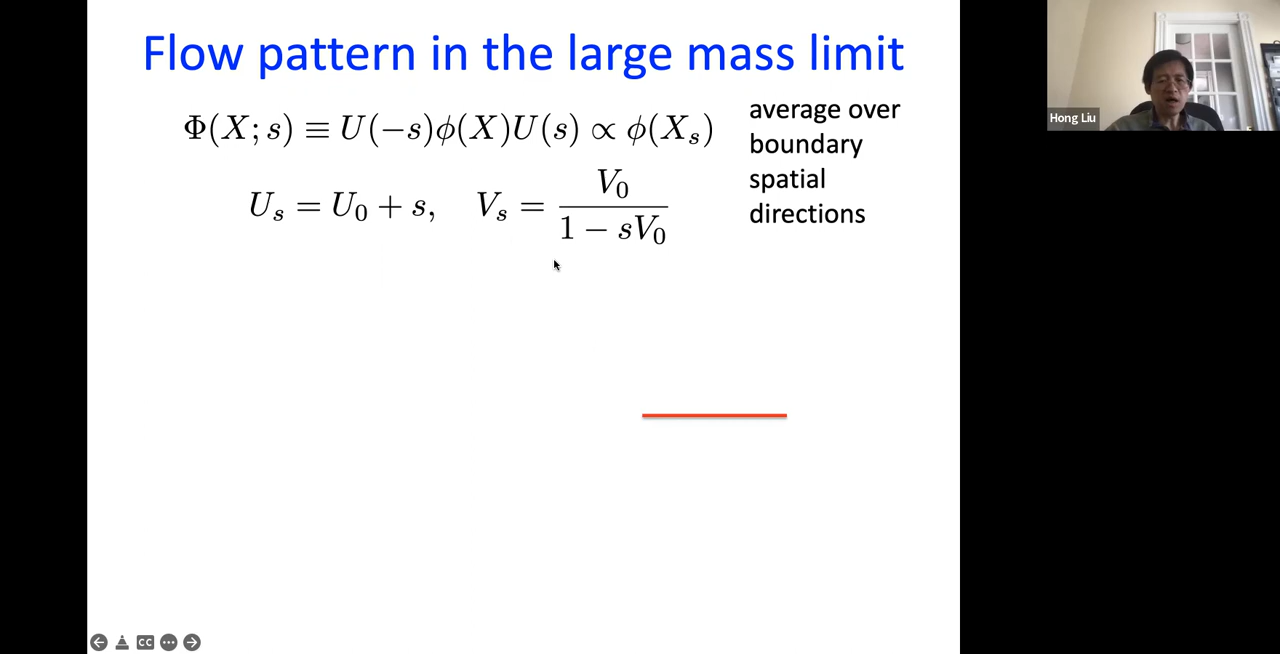 Flow pattern in the large mass limit
Φ(X; s) ≡ U(−s)ϕ(X)U(s) ∝ ϕ(X_s)
average over
boundary
spatial
directions
U_s = U_0 + s, V_s = V_0 / (1 − sV_0)
Hong Liu
CC